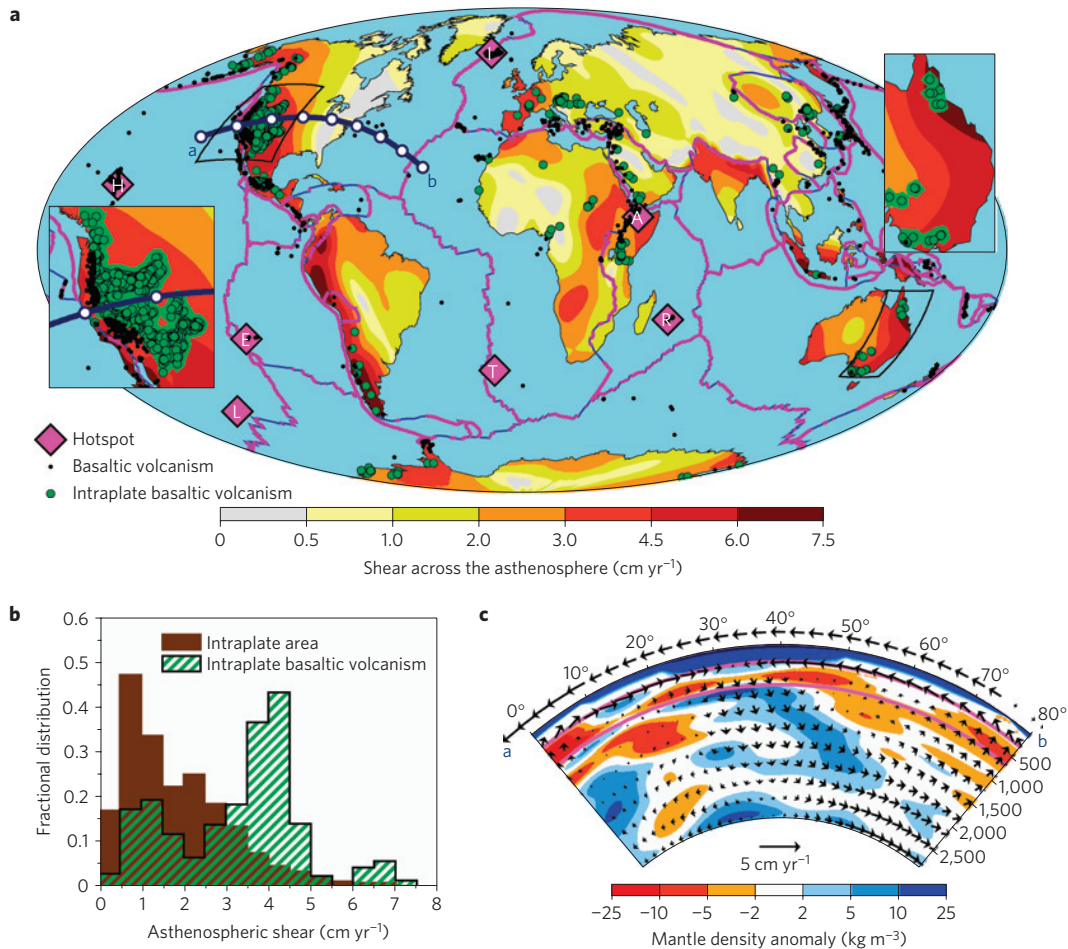 a
I
a
b
H
A
E
R
T
L
Hotspot
Basaltic volcanism
Intraplate basaltic volcanism
0 0.5 1.0 2.0 3.0 4.5 6.0 7.5
Shear across the asthenosphere (cm yr⁻¹)
b
0.6
0.5
0.4
0.3
0.2
0.1
0
Fractional distribution
Intraplate area
Intraplate basaltic volcanism
0 1 2 3 4 5 6 7 8
Asthenospheric shear (cm yr⁻¹)
c
0° 10° 20° 30° 40° 50° 60° 70° 80°
a
b
500
1,000
1,500
2,000
2,500
5 cm yr⁻¹
−25 −10 −5 −2 2 5 10 25
Mantle density anomaly (kg m⁻³)